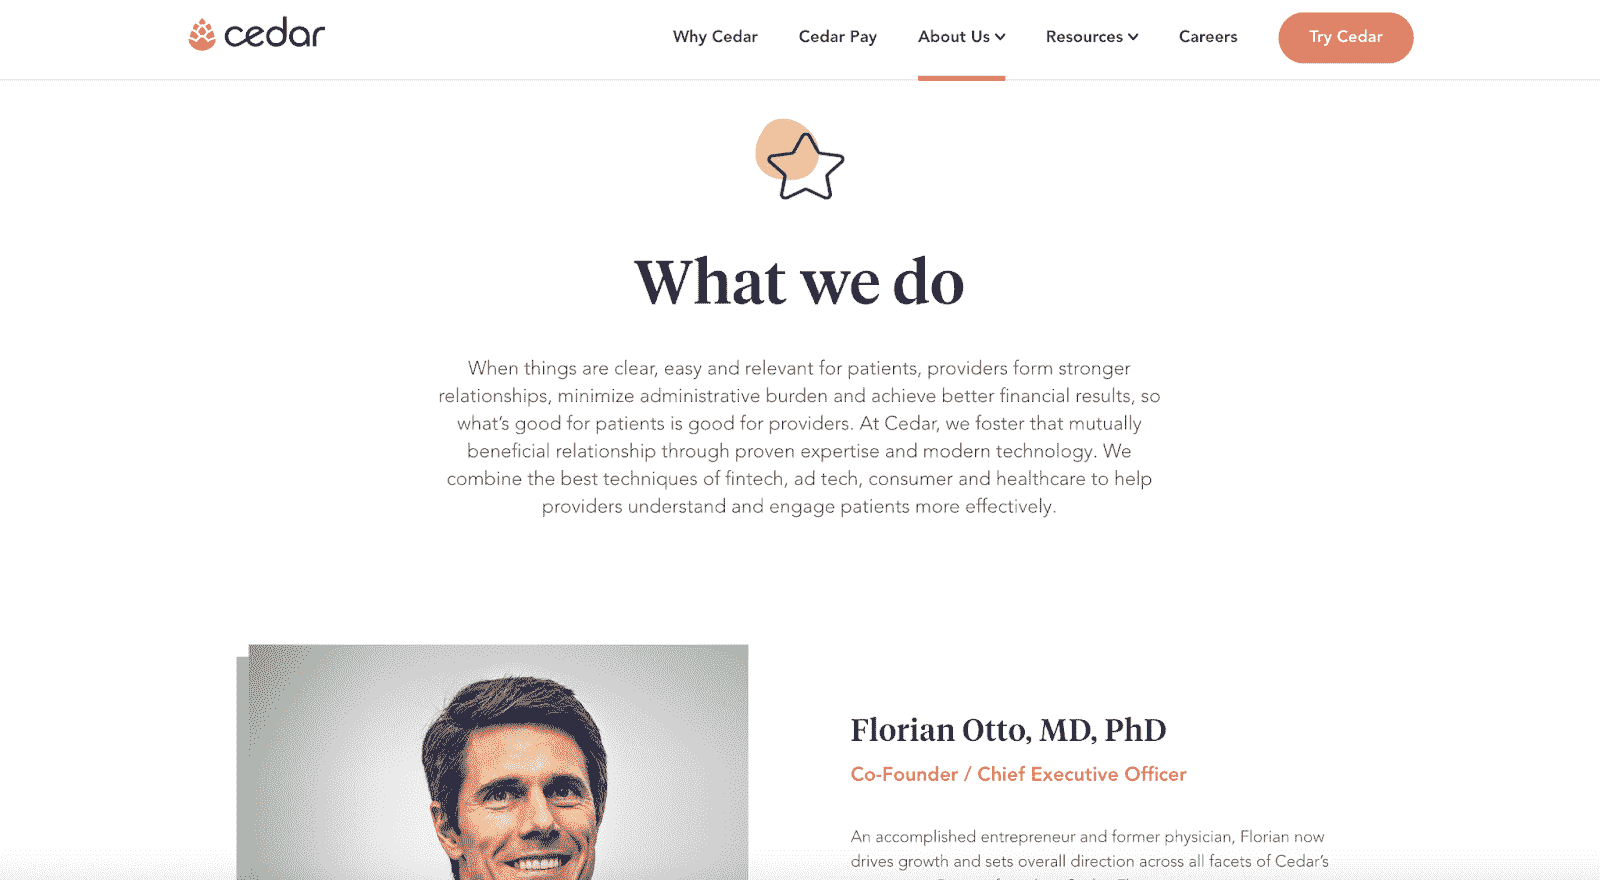 cedar
Why Cedar
Cedar Pay
About Us
Resources
Careers
Try Cedar
What we do
When things are clear, easy and relevant for patients, providers form stronger
relationships, minimize administrative burden and achieve better financial results, so
what's good for patients is good for providers. At Cedar, we foster that mutually
beneficial relationship through proven expertise and modern technology. We
combine the best techniques of fintech, ad tech, consumer and healthcare to help
providers understand and engage patients more effectively.
Florian Otto, MD, PhD
Co-Founder / Chief Executive Officer
An accomplished entrepreneur and former physician, Florian now
drives growth and sets overall direction across all facets of Cedar's